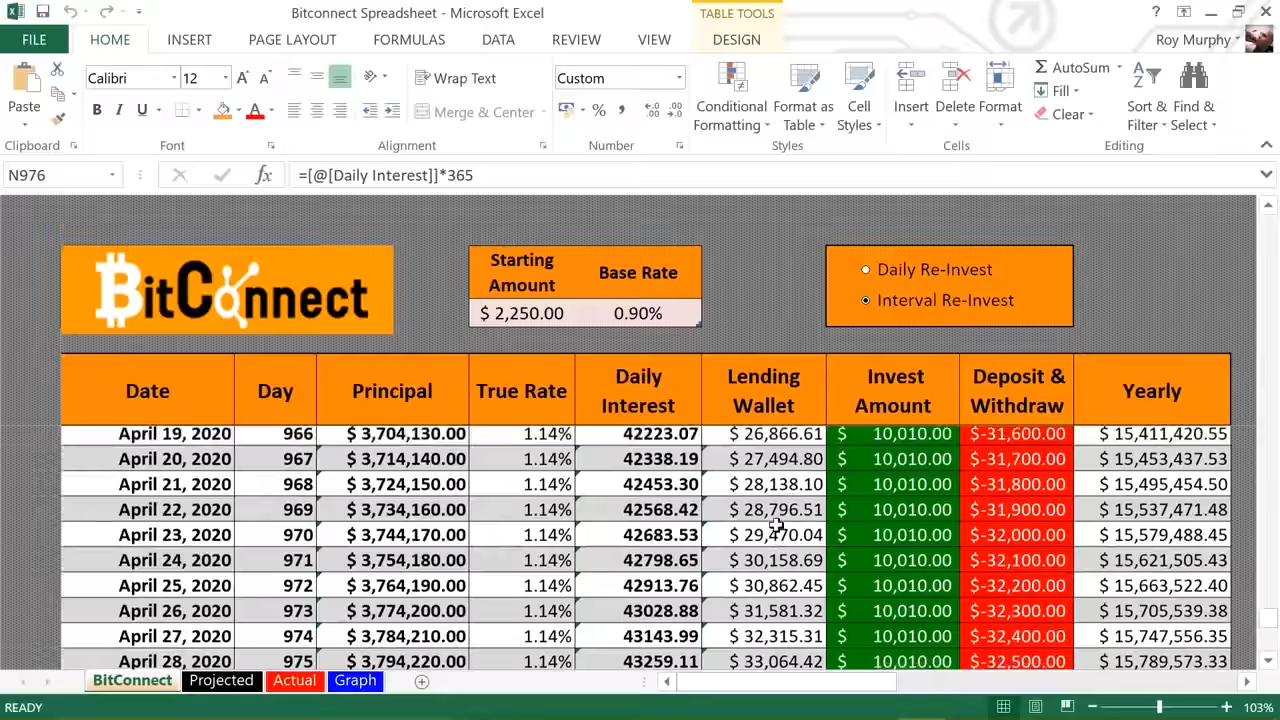 Bitconnect Spreadsheet - Microsoft Excel
TABLE TOOLS
FILE HOME INSERT PAGE LAYOUT FORMULAS DATA REVIEW VIEW DESIGN
Roy Murphy
Calibri 12 Wrap Text Custom AutoSum
Paste B I U Merge & Center Conditional Formatting Format as Table Cell Styles Insert Delete Format Fill Clear Sort & Filter Find & Select
Clipboard Font Alignment Number Styles Cells Editing
N976 fx =[@[Daily Interest]]*365
BitConnect
Starting Amount Base Rate
$ 2,250.00 0.90%
Daily Re-Invest
Interval Re-Invest
Date Day Principal True Rate Daily Interest Lending Wallet Invest Amount Deposit & Withdraw Yearly
April 19, 2020 966 $ 3,704,130.00 1.14% 42223.07 $ 26,866.61 $ 10,010.00 $-31,600.00 $ 15,411,420.55
April 20, 2020 967 $ 3,714,140.00 1.14% 42338.19 $ 27,494.80 $ 10,010.00 $-31,700.00 $ 15,453,437.53
April 21, 2020 968 $ 3,724,150.00 1.14% 42453.30 $ 28,138.10 $ 10,010.00 $-31,800.00 $ 15,495,454.50
April 22, 2020 969 $ 3,734,160.00 1.14% 42568.42 $ 28,796.51 $ 10,010.00 $-31,900.00 $ 15,537,471.48
April 23, 2020 970 $ 3,744,170.00 1.14% 42683.53 $ 29,470.04 $ 10,010.00 $-32,000.00 $ 15,579,488.45
April 24, 2020 971 $ 3,754,180.00 1.14% 42798.65 $ 30,158.69 $ 10,010.00 $-32,100.00 $ 15,621,505.43
April 25, 2020 972 $ 3,764,190.00 1.14% 42913.76 $ 30,862.45 $ 10,010.00 $-32,200.00 $ 15,663,522.40
April 26, 2020 973 $ 3,774,200.00 1.14% 43028.88 $ 31,581.32 $ 10,010.00 $-32,300.00 $ 15,705,539.38
April 27, 2020 974 $ 3,784,210.00 1.14% 43143.99 $ 32,315.31 $ 10,010.00 $-32,400.00 $ 15,747,556.35
April 28, 2020 975 $ 3,794,220.00 1.14% 43259.11 $ 33,064.42 $ 10,010.00 $-32,500.00 $ 15,789,573.33
BitConnect Projected Actual Graph
READY 103%